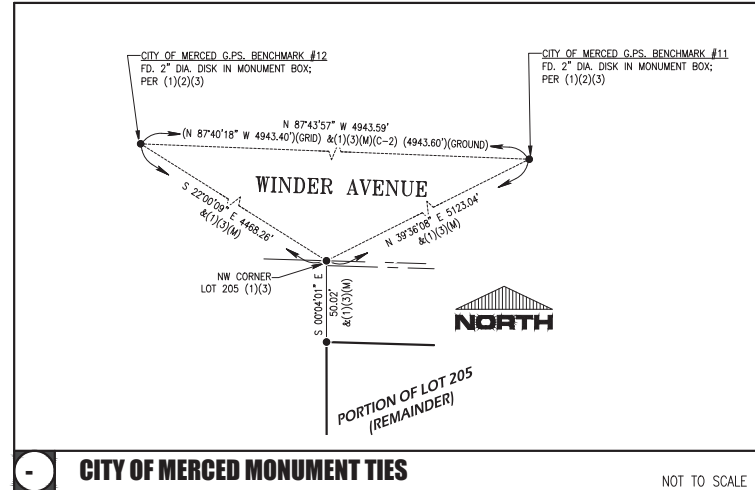 CITY OF MERCED G.P.S. BENCHMARK #12
FD. 2" DIA. DISK IN MONUMENT BOX;
PER (1)(2)(3)
CITY OF MERCED G.P.S. BENCHMARK #11
FD. 2" DIA. DISK IN MONUMENT BOX;
PER (1)(2)(3)
N 87°43'57" W 4943.59'
(N 87°40'18" W 4943.40')(GRID) &(1)(3)(M)(C-2) (4943.60')(GROUND)
WINDER AVENUE
S 22°00'09" E 4468.26'
&(1)(3)(M)
N 39°36'08" E 5123.04'
&(1)(3)(M)
NW CORNER
LOT 205 (1)(3)
S 00°04'01" E
50.02'
&(1)(3)(M)
NORTH
PORTION OF LOT 205
(REMAINDER)
- CITY OF MERCED MONUMENT TIES
NOT TO SCALE